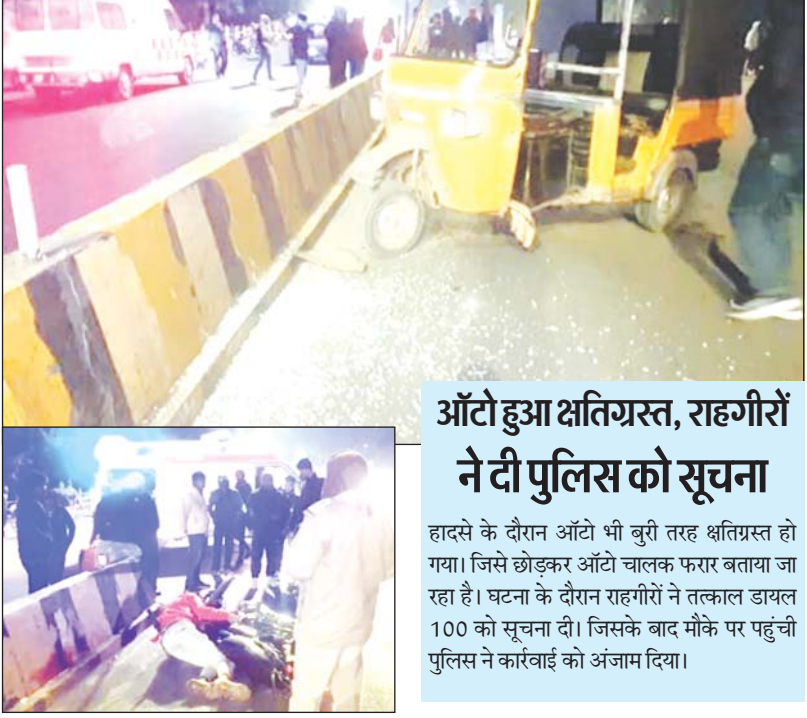 ऑटो हुआ क्षतिग्रस्त, राहगीरों
ने दी पुलिस को सूचना
हादसे के दौरान ऑटो भी बुरी तरह क्षतिग्रस्त हो
गया। जिसे छोड़कर ऑटो चालक फरार बताया जा
रहा है। घटना के दौरान राहगीरों ने तत्काल डायल
100 को सूचना दी। जिसके बाद मौके पर पहुंची
पुलिस ने कार्रवाई को अंजाम दिया।